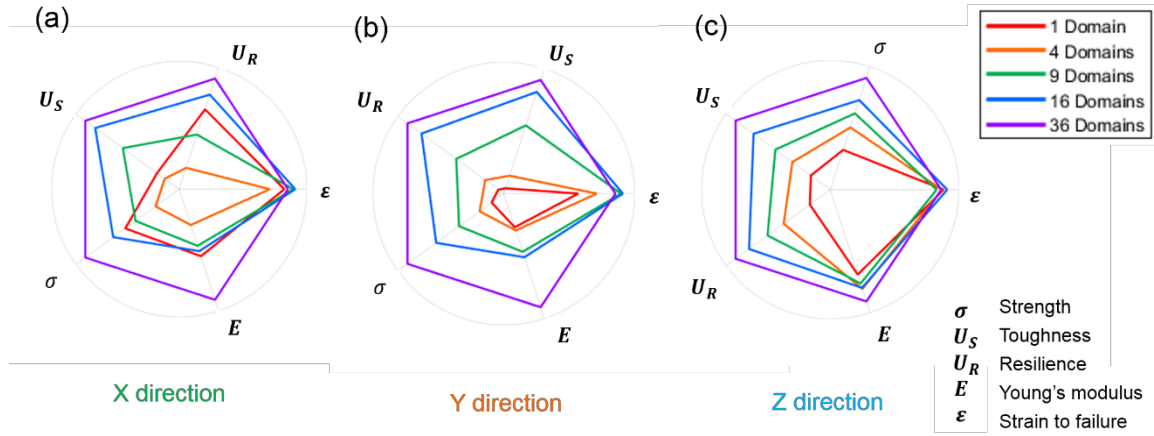 (a)
U_R
U_S
ε
σ
E
X direction
(b)
U_S
U_R
ε
σ
E
Y direction
(c)
σ
U_S
ε
U_R
E
Z direction
1 Domain
4 Domains
9 Domains
16 Domains
36 Domains
σ Strength
U_S Toughness
U_R Resilience
E Young's modulus
ε Strain to failure